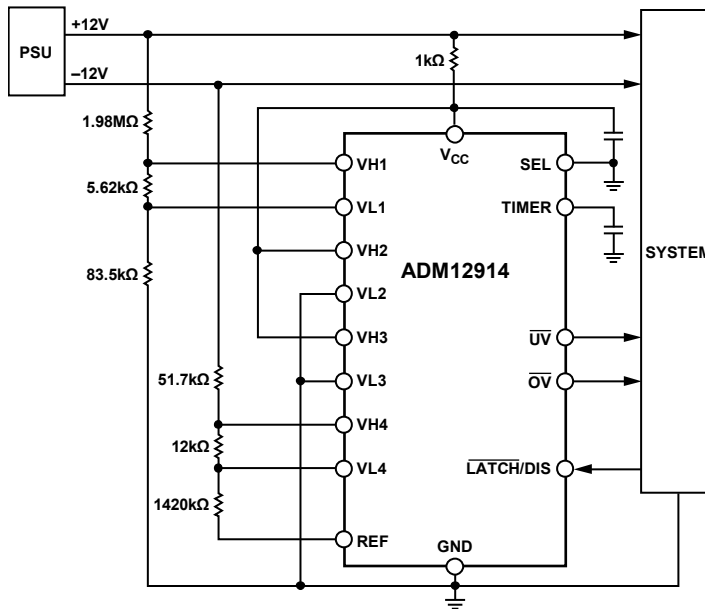 PSU
+12V
–12V
1kΩ
1.98MΩ
5.62kΩ
83.5kΩ
51.7kΩ
12kΩ
1420kΩ
VCC
VH1
VL1
VH2
VL2
VH3
VL3
VH4
VL4
REF
GND
ADM12914
SEL
TIMER
UV
OV
LATCH/DIS
SYSTEM